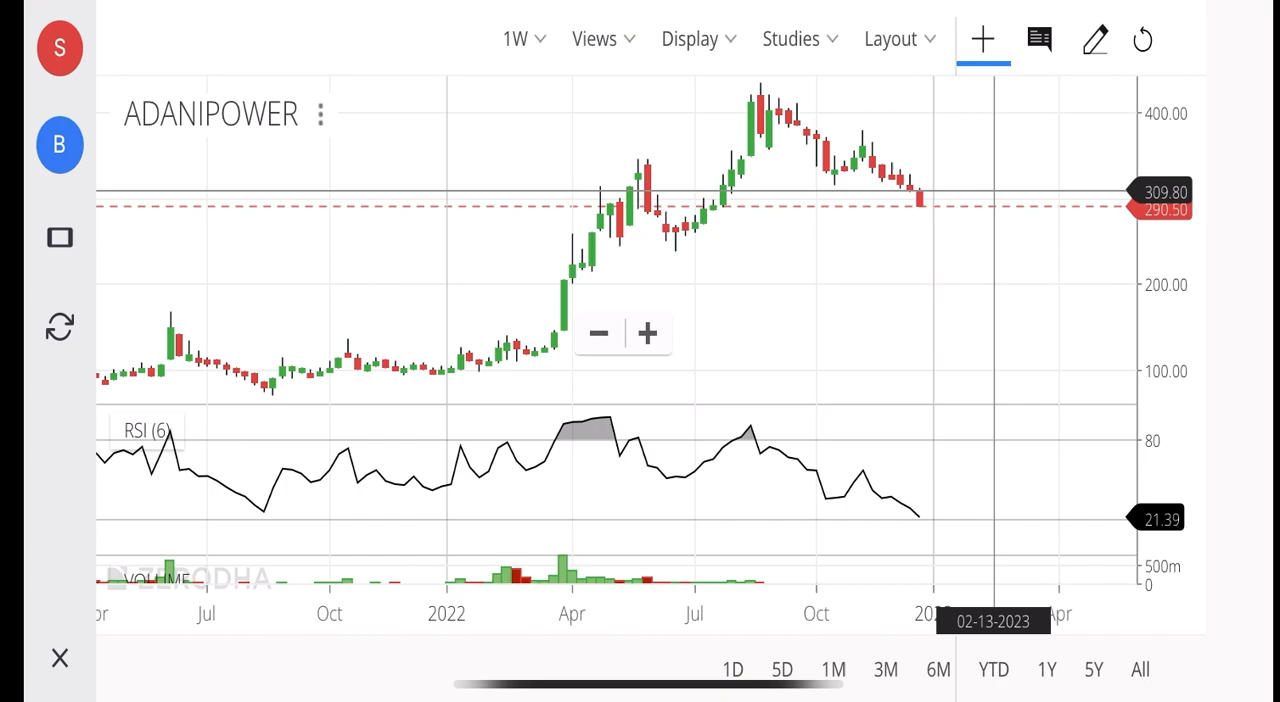 S
1W Views Display Studies Layout
B
ADANIPOWER
400.00
309.80
290.50
200.00
100.00
RSI (6)
80
21.39
VOLUME
ZERODHA
500m
0
Jul Oct 2022 Apr Jul Oct Apr
02-13-2023
1D 5D 1M 3M 6M YTD 1Y 5Y All